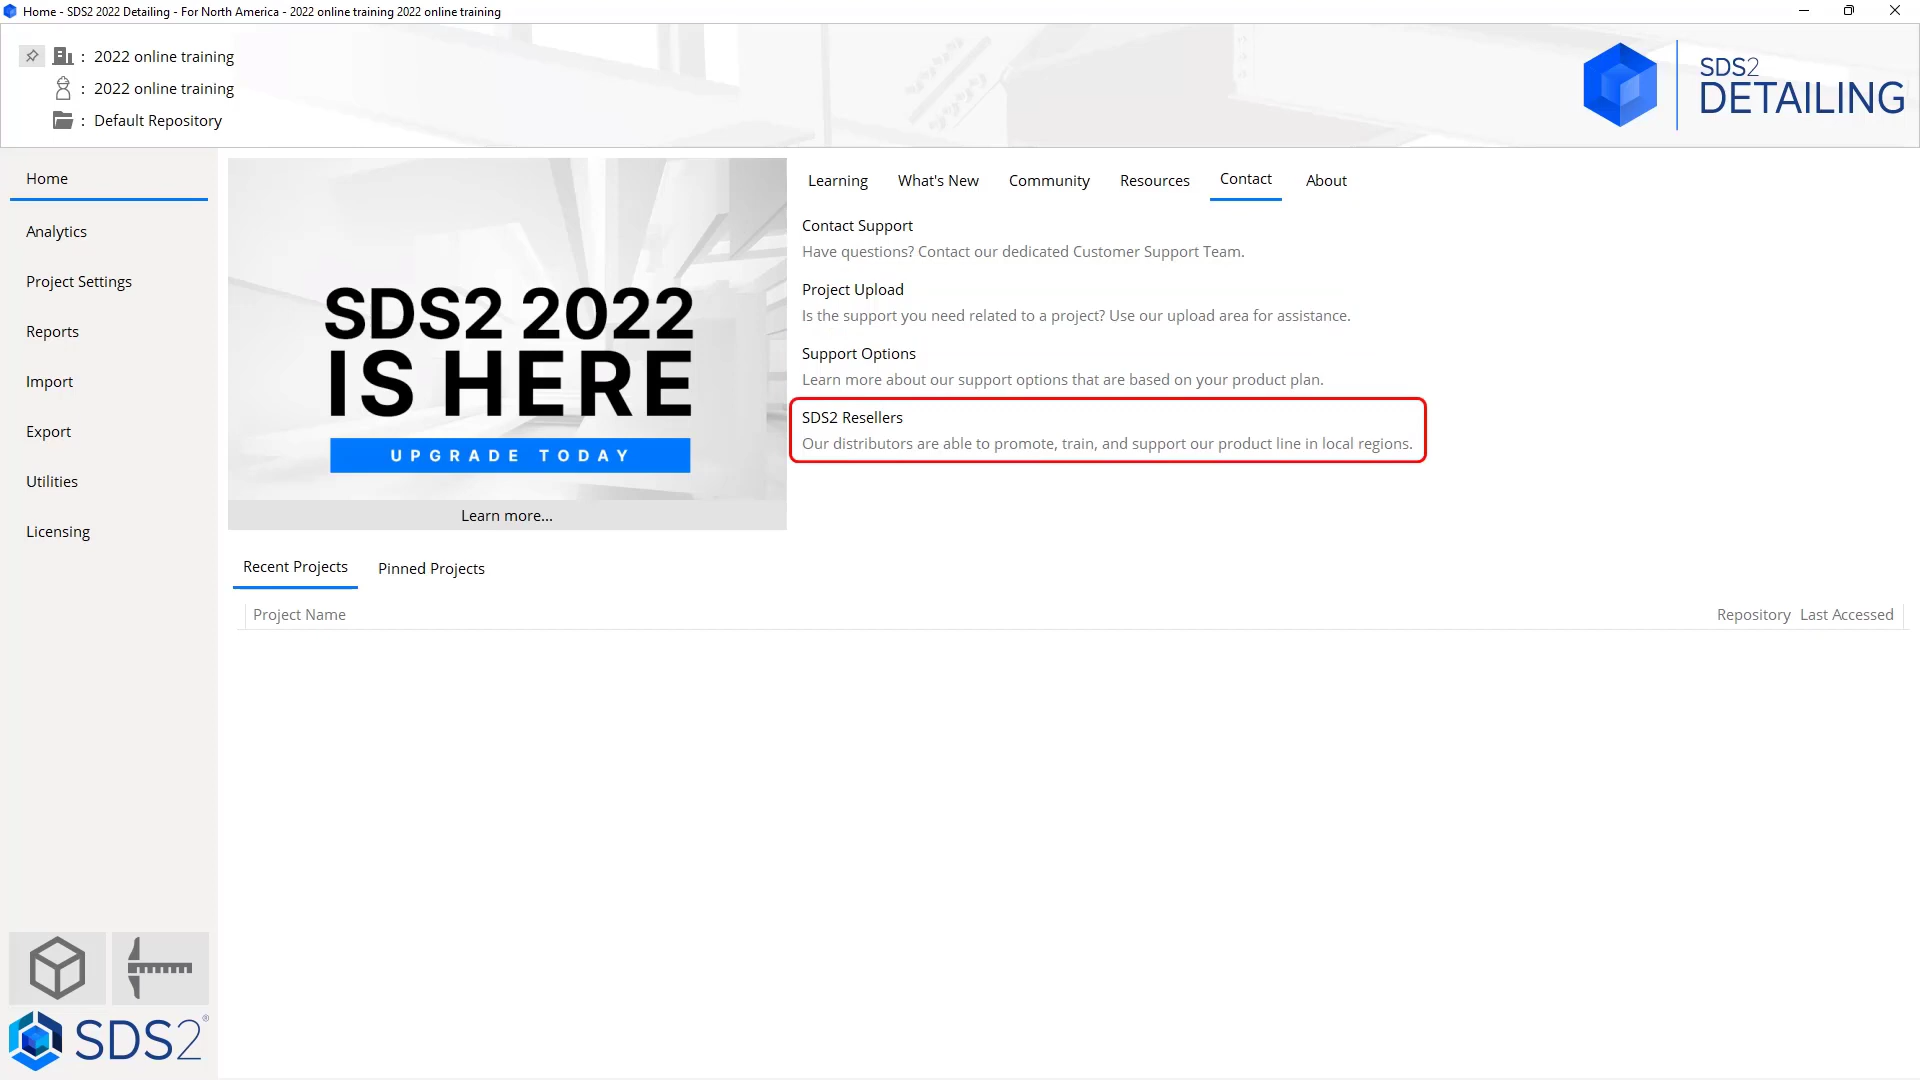 Home - SDS2 2022 Detailing - For North America - 2022 online training 2022 online training
: 2022 online training
: 2022 online training
: Default Repository
SDS2
DETAILING
Home
Analytics
Project Settings
Reports
Import
Export
Utilities
Licensing
SDS2 2022
IS HERE
UPGRADE TODAY
Learn more...
Learning What's New Community Resources Contact About
Contact Support
Have questions? Contact our dedicated Customer Support Team.
Project Upload
Is the support you need related to a project? Use our upload area for assistance.
Support Options
Learn more about our support options that are based on your product plan.
SDS2 Resellers
Our distributors are able to promote, train, and support our product line in local regions.
Recent Projects Pinned Projects
Project Name Repository Last Accessed
SDS2®